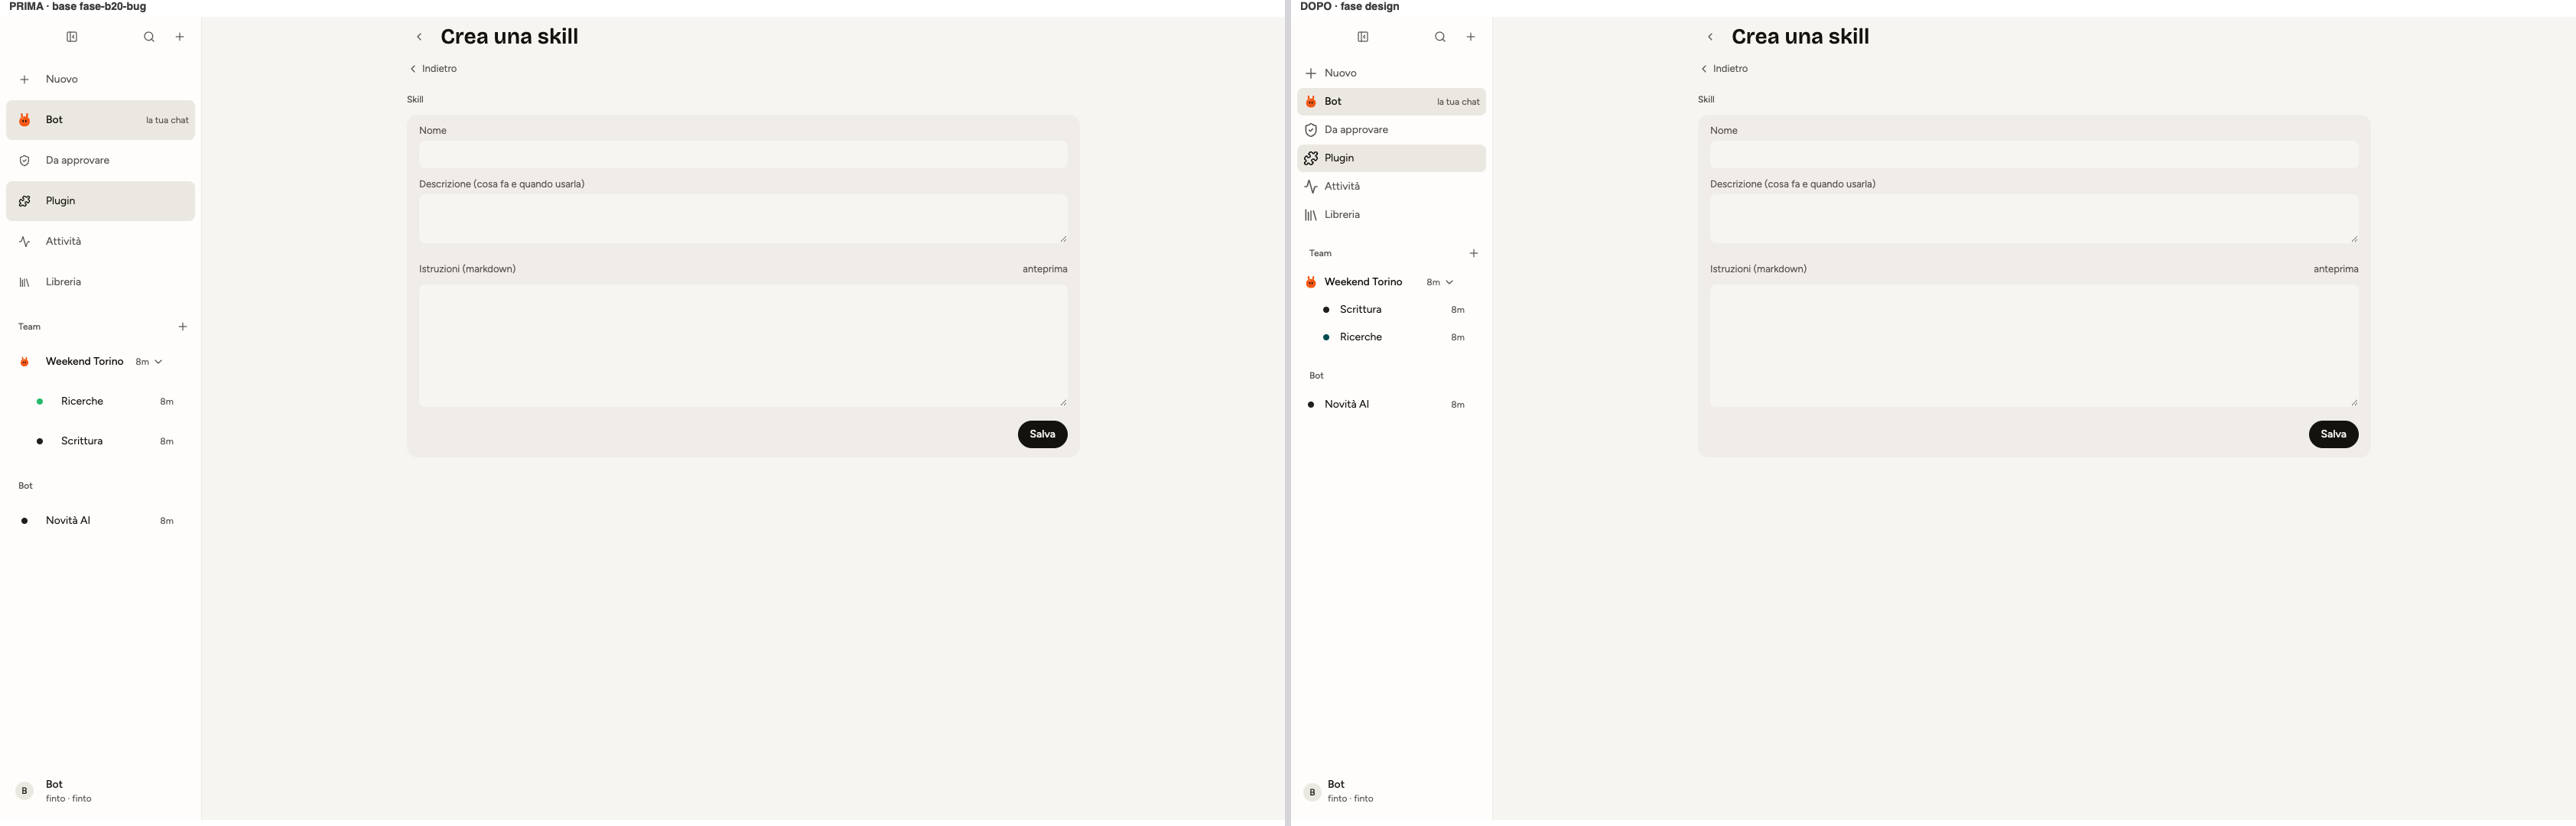 PRIMA · base fase-b20-bug
Nuovo
Bot la tua chat
Da approvare
Plugin
Attività
Libreria
Team
Weekend Torino 8m
Ricerche 8m
Scrittura 8m
Bot
Novità AI 8m
B
Bot
finto · finto
Crea una skill
Indietro
Skill
Nome
Descrizione (cosa fa e quando usarla)
Istruzioni (markdown) anteprima
Salva
DOPO · fase design
Nuovo
Bot la tua chat
Da approvare
Plugin
Attività
Libreria
Team
Weekend Torino 8m
Scrittura 8m
Ricerche 8m
Bot
Novità AI 8m
B
Bot
finto · finto
Crea una skill
Indietro
Skill
Nome
Descrizione (cosa fa e quando usarla)
Istruzioni (markdown) anteprima
Salva